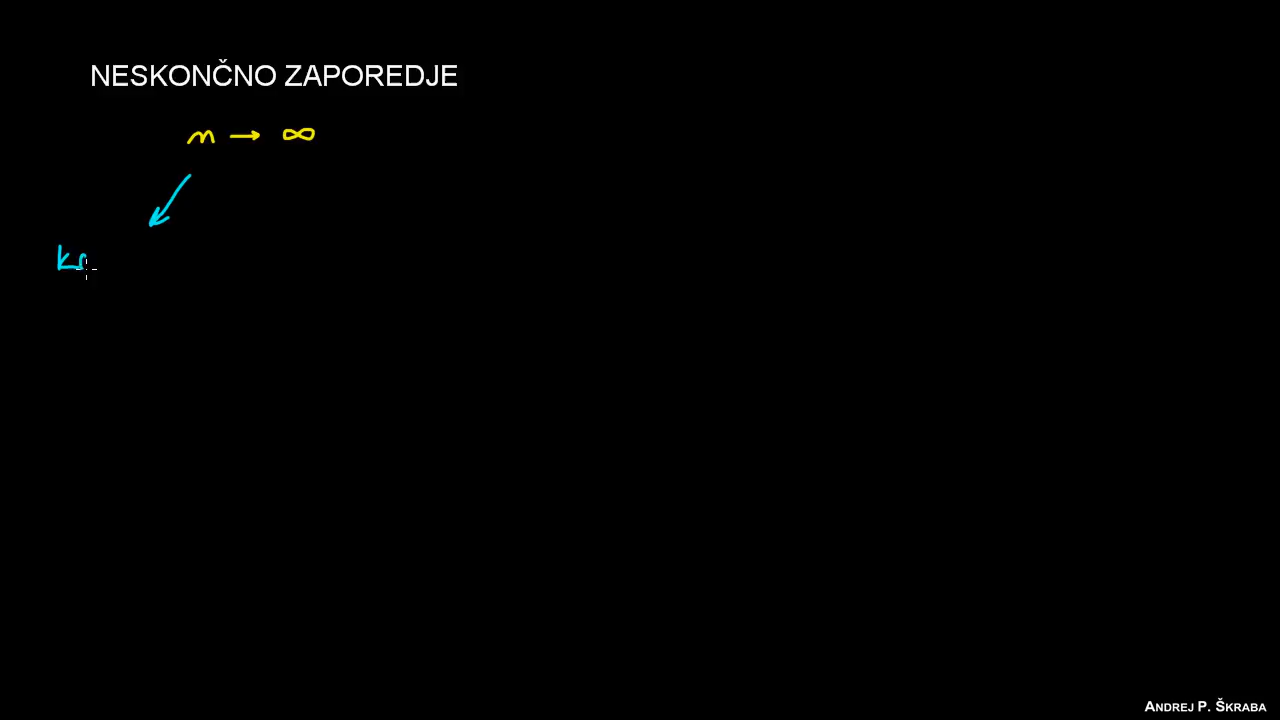 NESKONČNO ZAPOREDJE
n → ∞
ANDREJ P. ŠKRABA